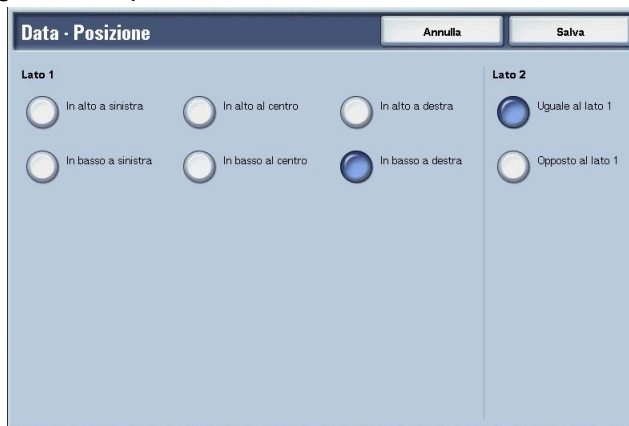 Data - Posizione
Annulla
Salva
Lato 1
Lato 2
In alto a sinistra
In alto al centro
In alto a destra
Uguale al lato 1
In basso a sinistra
In basso al centro
In basso a destra
Opposto al lato 1